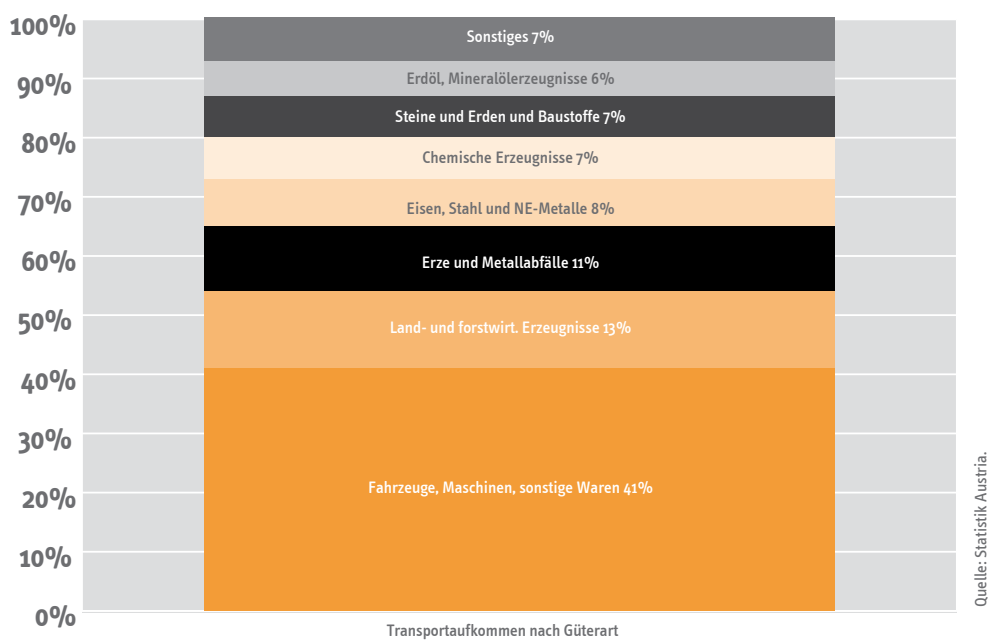 100%
Sonstiges 7%
90%
Erdöl, Mineralölerzeugnisse 6%
Steine und Erden und Baustoffe 7%
80%
Chemische Erzeugnisse 7%
70%
Eisen, Stahl und NE-Metalle 8%
60%
Erze und Metallabfälle 11%
50%
Land- und forstwirt. Erzeugnisse 13%
40%
30%
Fahrzeuge, Maschinen, sonstige Waren 41%
20%
10%
0%
Transportaufkommen nach Güterart
Quelle: Statistik Austria.